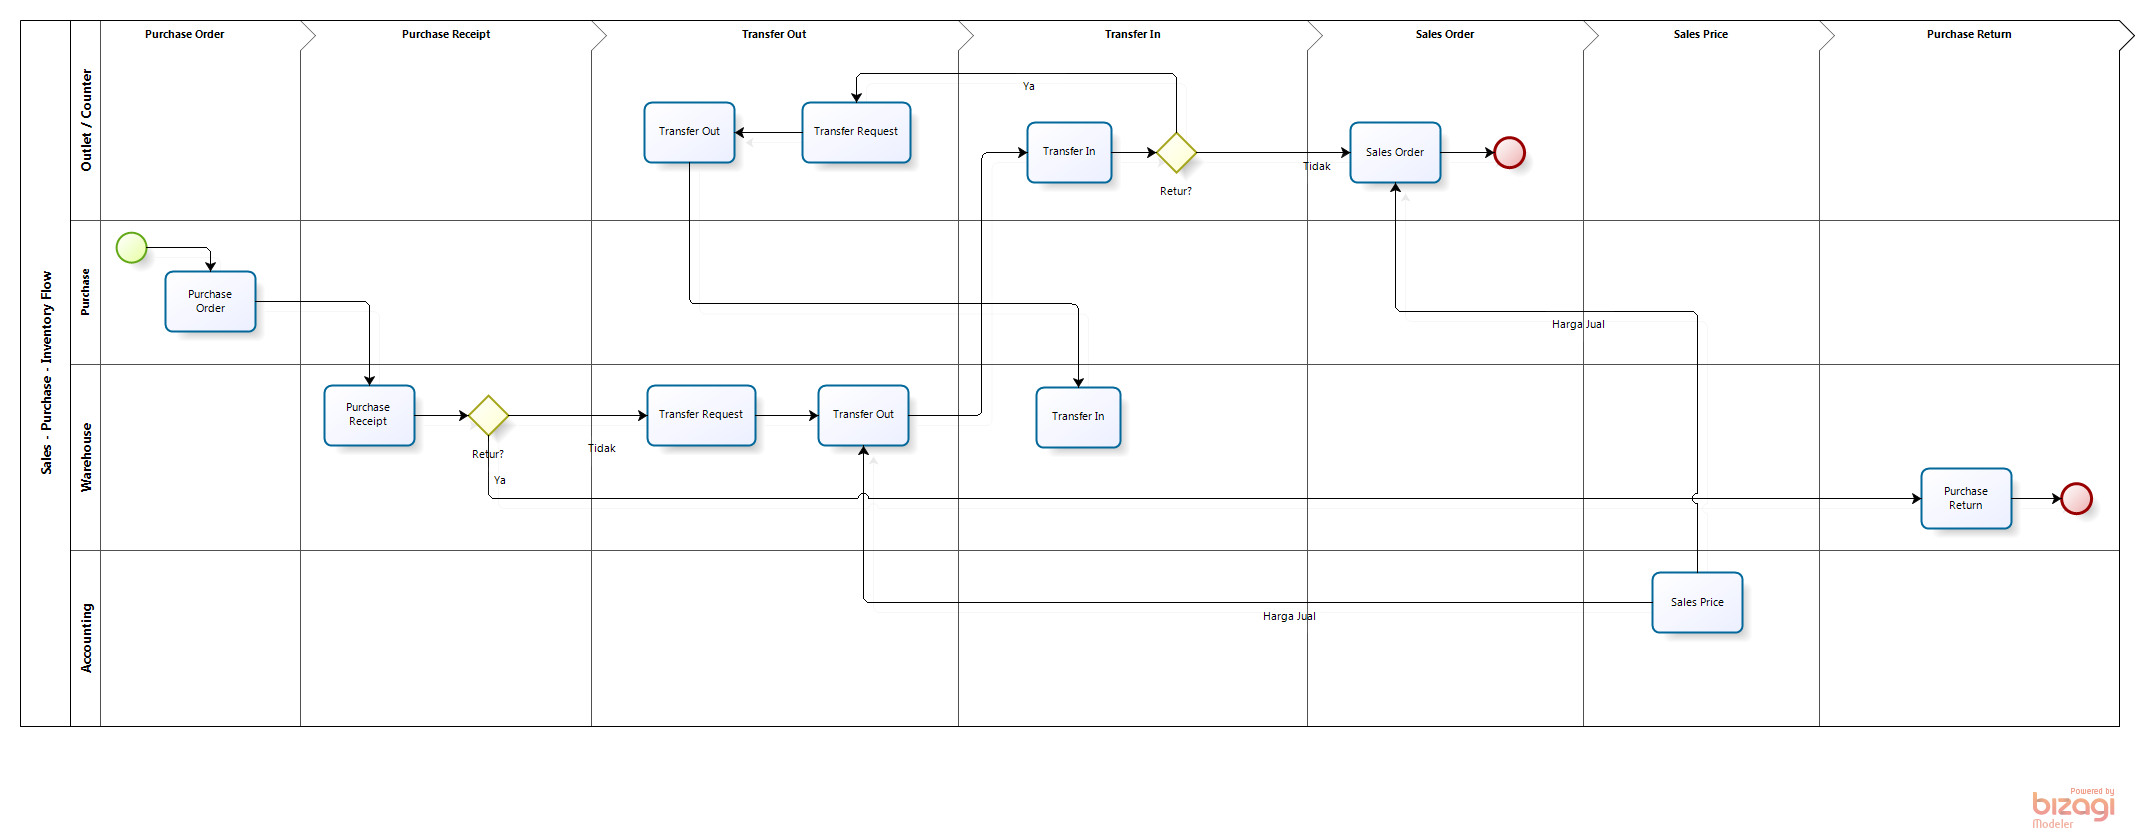 Purchase Order
Purchase Receipt
Transfer Out
Transfer In
Sales Order
Sales Price
Purchase Return
Sales - Purchase - Inventory Flow
Outlet / Counter
Transfer Out
Transfer Request
Ya
Transfer In
Retur?
Tidak
Sales Order
Purchase
Purchase
Order
Harga Jual
Warehouse
Purchase
Receipt
Retur?
Ya
Tidak
Transfer Request
Transfer Out
Transfer In
Purchase
Return
Accounting
Harga Jual
Sales Price
Powered by
bizagi
Modeler